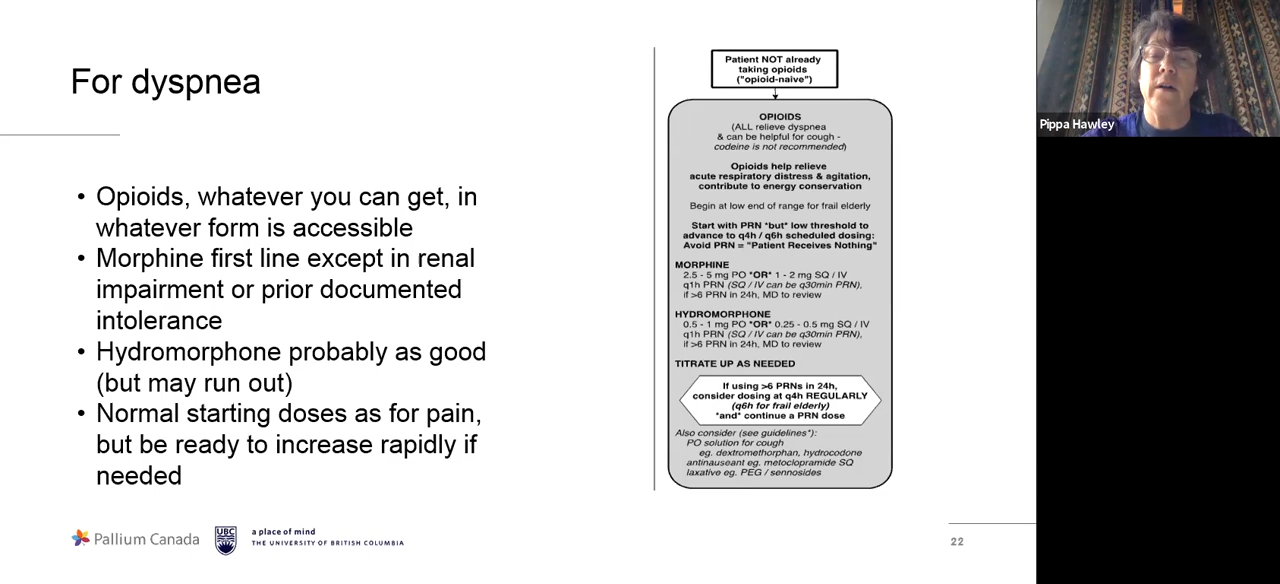 For dyspnea
• Opioids, whatever you can get, in
whatever form is accessible
• Morphine first line except in renal
impairment or prior documented
intolerance
• Hydromorphone probably as good
(but may run out)
• Normal starting doses as for pain,
but be ready to increase rapidly if
needed
Patient NOT already
taking opioids
("opioid-naive")
OPIOIDS
(ALL relieve dyspnea
& can be helpful for cough -
codeine is not recommended)
Opioids help relieve
acute respiratory distress & agitation,
contribute to energy conservation
Begin at low end of range for frail elderly
Start with PRN *but* low threshold to
advance to q4h / q6h scheduled dosing:
Avoid PRN = "Patient Receives Nothing"
MORPHINE
2.5 - 5 mg PO *OR* 1 - 2 mg SQ / IV
q1h PRN (SQ / IV can be q30min PRN),
if >6 PRN in 24h, MD to review
HYDROMORPHONE
0.5 - 1 mg PO *OR* 0.25 - 0.5 mg SQ / IV
q1h PRN (SQ / IV can be q30min PRN),
if >6 PRN in 24h, MD to review
TITRATE UP AS NEEDED
If using >6 PRNs in 24h,
consider dosing at q4h REGULARLY
(q6h for frail elderly)
*and* continue a PRN dose
Also consider (see guidelines*):
PO solution for cough
eg. dextromethorphan, hydrocodone
antinauseant eg. metoclopramide SQ
laxative eg. PEG / sennosides
Pallium Canada
UBC
a place of mind
THE UNIVERSITY OF BRITISH COLUMBIA
22
Pippa Hawley